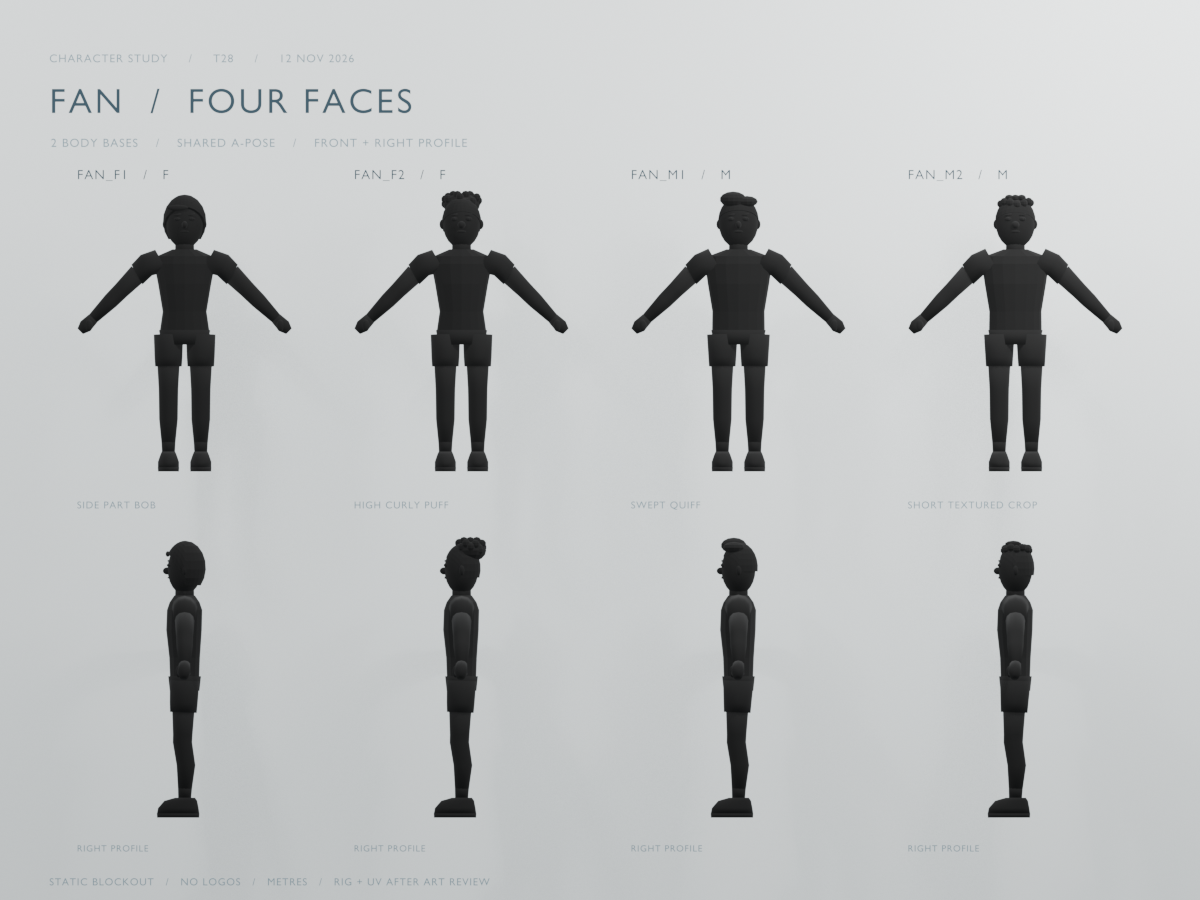 CHARACTER STUDY / T28 / 12 NOV 2026
FAN / FOUR FACES
2 BODY BASES / SHARED A-POSE / FRONT + RIGHT PROFILE
FAN_F1 / F
FAN_F2 / F
FAN_M1 / M
FAN_M2 / M
SIDE PART BOB
HIGH CURLY PUFF
SWEPT QUIFF
SHORT TEXTURED CROP
RIGHT PROFILE
RIGHT PROFILE
RIGHT PROFILE
RIGHT PROFILE
STATIC BLOCKOUT / NO LOGOS / METRES / RIG + UV AFTER ART REVIEW